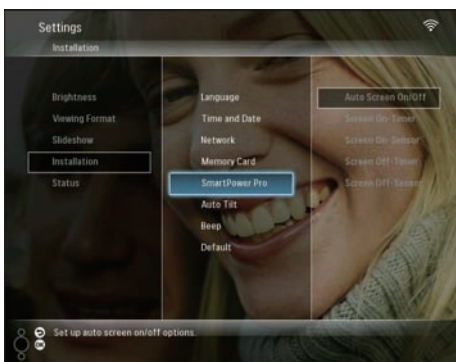 Settings
Installation
Brightness
Viewing Format
Slideshow
Installation
Status
Language
Time and Date
Network
Memory Card
SmartPower Pro
Auto Tilt
Beep
Default
Auto Screen On/Off
Screen On-Timer
Screen On-Sensor
Screen Off-Timer
Screen Off-Sensor
OK
Set up auto screen on/off options.